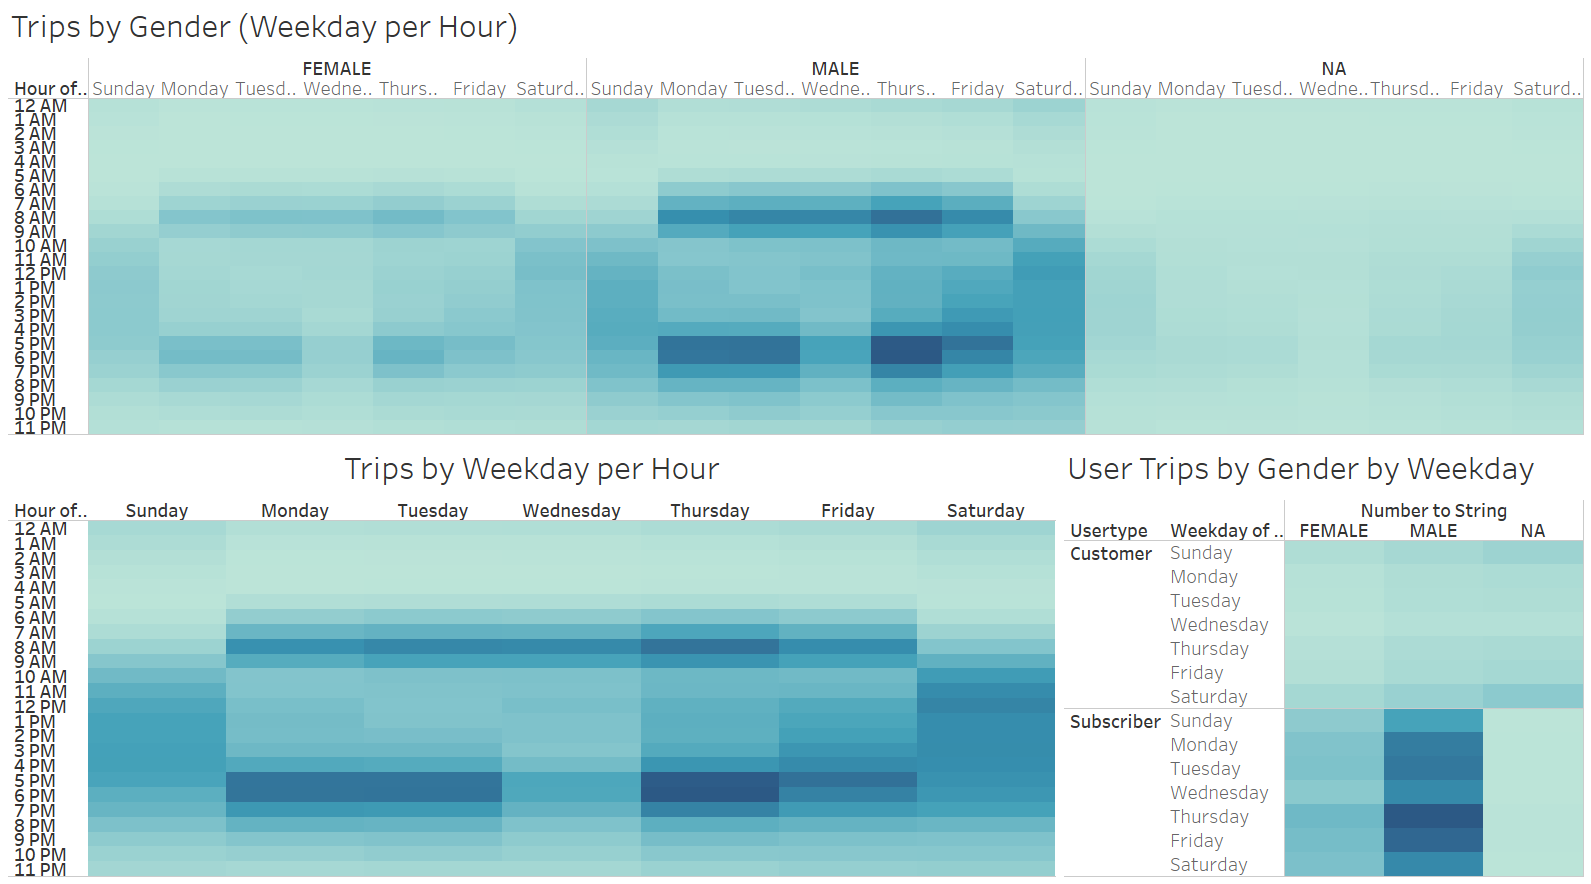 Trips by Gender (Weekday per Hour)
FEMALE MALE NA
Hour of.. Sunday Monday Tuesd.. Wedne.. Thurs.. Friday Saturd.. Sunday Monday Tuesd.. Wedne.. Thurs.. Friday Saturd.. Sunday Monday Tuesd.. Wedne.. Thursd.. Friday Saturd..
12 AM
1 AM
2 AM
3 AM
4 AM
5 AM
6 AM
7 AM
8 AM
9 AM
10 AM
11 AM
12 PM
1 PM
2 PM
3 PM
4 PM
5 PM
6 PM
7 PM
8 PM
9 PM
10 PM
11 PM
Trips by Weekday per Hour
Hour of.. Sunday Monday Tuesday Wednesday Thursday Friday Saturday
12 AM
1 AM
2 AM
3 AM
4 AM
5 AM
6 AM
7 AM
8 AM
9 AM
10 AM
11 AM
12 PM
1 PM
2 PM
3 PM
4 PM
5 PM
6 PM
7 PM
8 PM
9 PM
10 PM
11 PM
User Trips by Gender by Weekday
Number to String
Usertype Weekday of .. FEMALE MALE NA
Customer Sunday
Monday
Tuesday
Wednesday
Thursday
Friday
Saturday
Subscriber Sunday
Monday
Tuesday
Wednesday
Thursday
Friday
Saturday